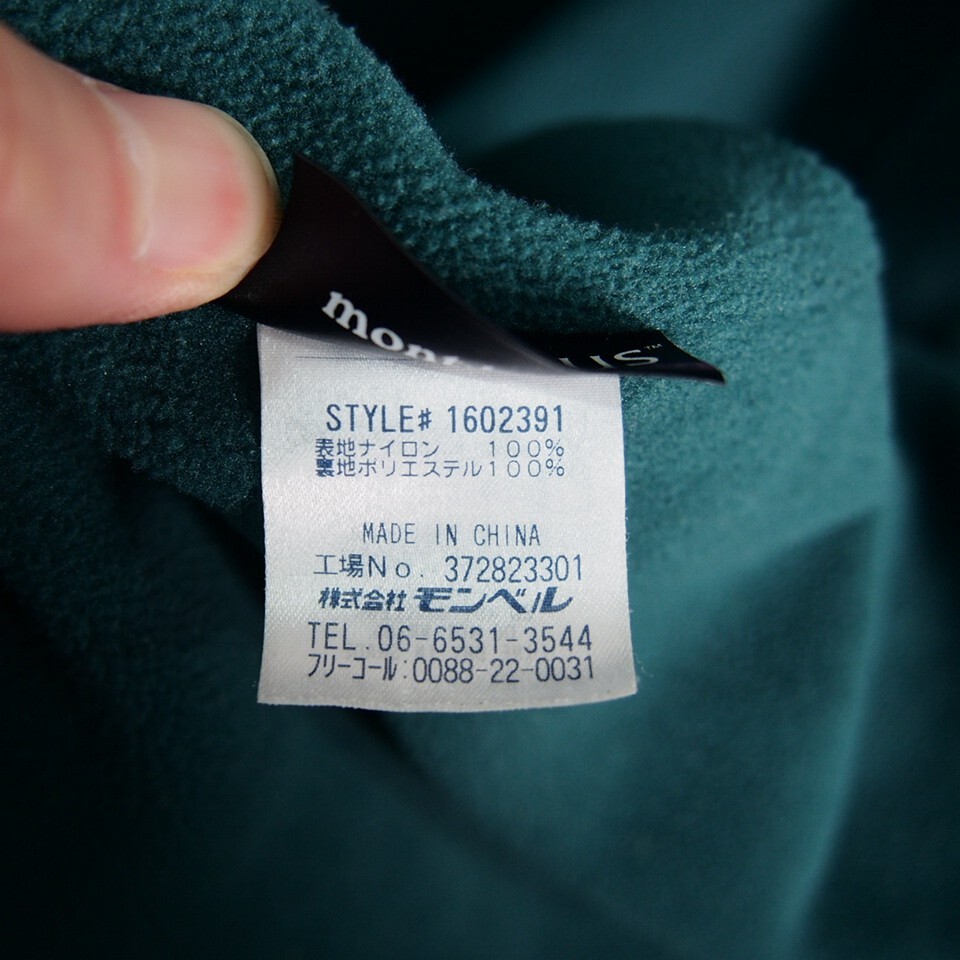 mont
US™
STYLE# 1602391
表地ナイロン 100%
裏地ポリエステル100%
MADE IN CHINA
工場No. 372823301
株式会社モンベル
TEL.06-6531-3544
フリーコール:0088-22-0031